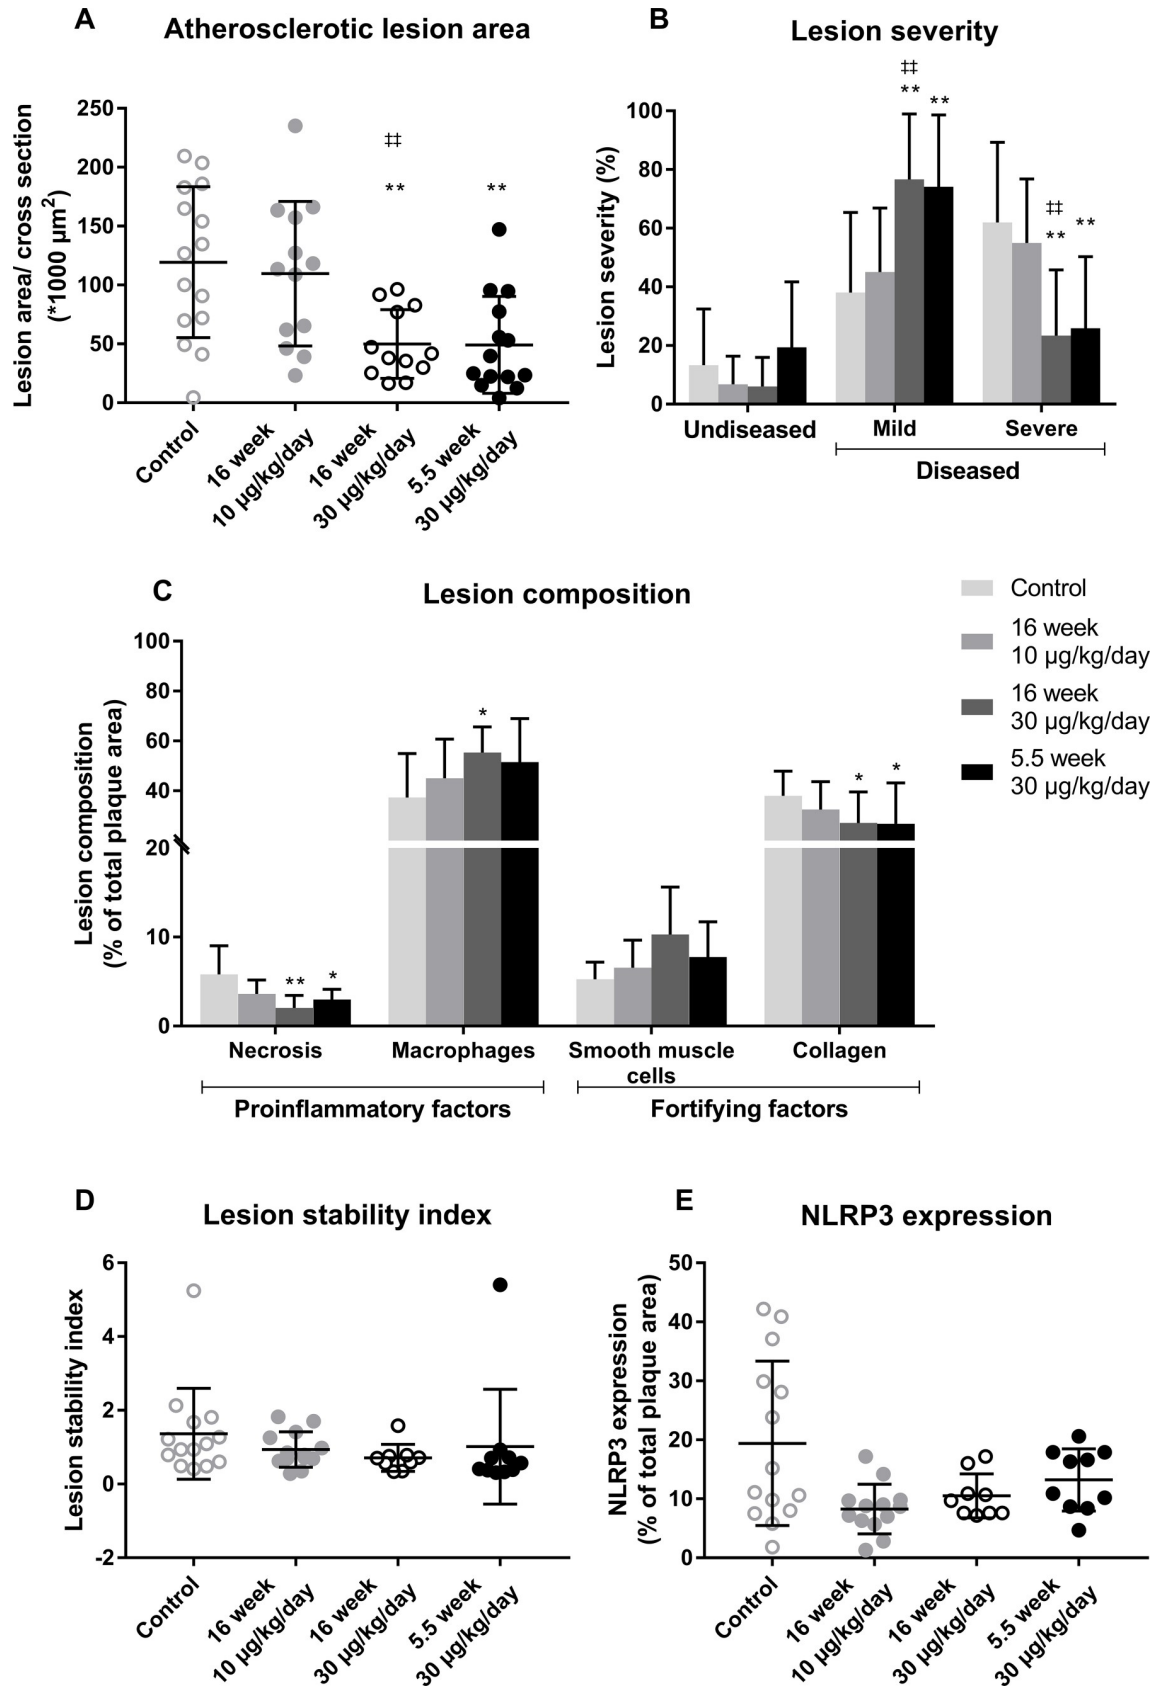 A
Atherosclerotic lesion area
Lesion area/ cross section
(*1000 µm²)
250
200
150
100
50
0
‡‡
**
**
Control
16 week
10 µg/kg/day
16 week
30 µg/kg/day
5.5 week
30 µg/kg/day
B
Lesion severity
Lesion severity (%)
100
80
60
40
20
0
‡‡
**
**
‡‡
**
**
Undiseased
Mild
Severe
Diseased
C
Lesion composition
Lesion composition
(% of total plaque area)
100
80
60
40
20
10
0
**
*
*
*
*
Necrosis
Macrophages
Smooth muscle
cells
Collagen
Proinflammatory factors
Fortifying factors
Control
16 week
10 µg/kg/day
16 week
30 µg/kg/day
5.5 week
30 µg/kg/day
D
Lesion stability index
Lesion stability index
6
4
2
0
-2
Control
16 week
10 µg/kg/day
16 week
30 µg/kg/day
5.5 week
30 µg/kg/day
E
NLRP3 expression
NLRP3 expression
(% of total plaque area)
50
40
30
20
10
0
Control
16 week
10 µg/kg/day
16 week
30 µg/kg/day
5.5 week
30 µg/kg/day